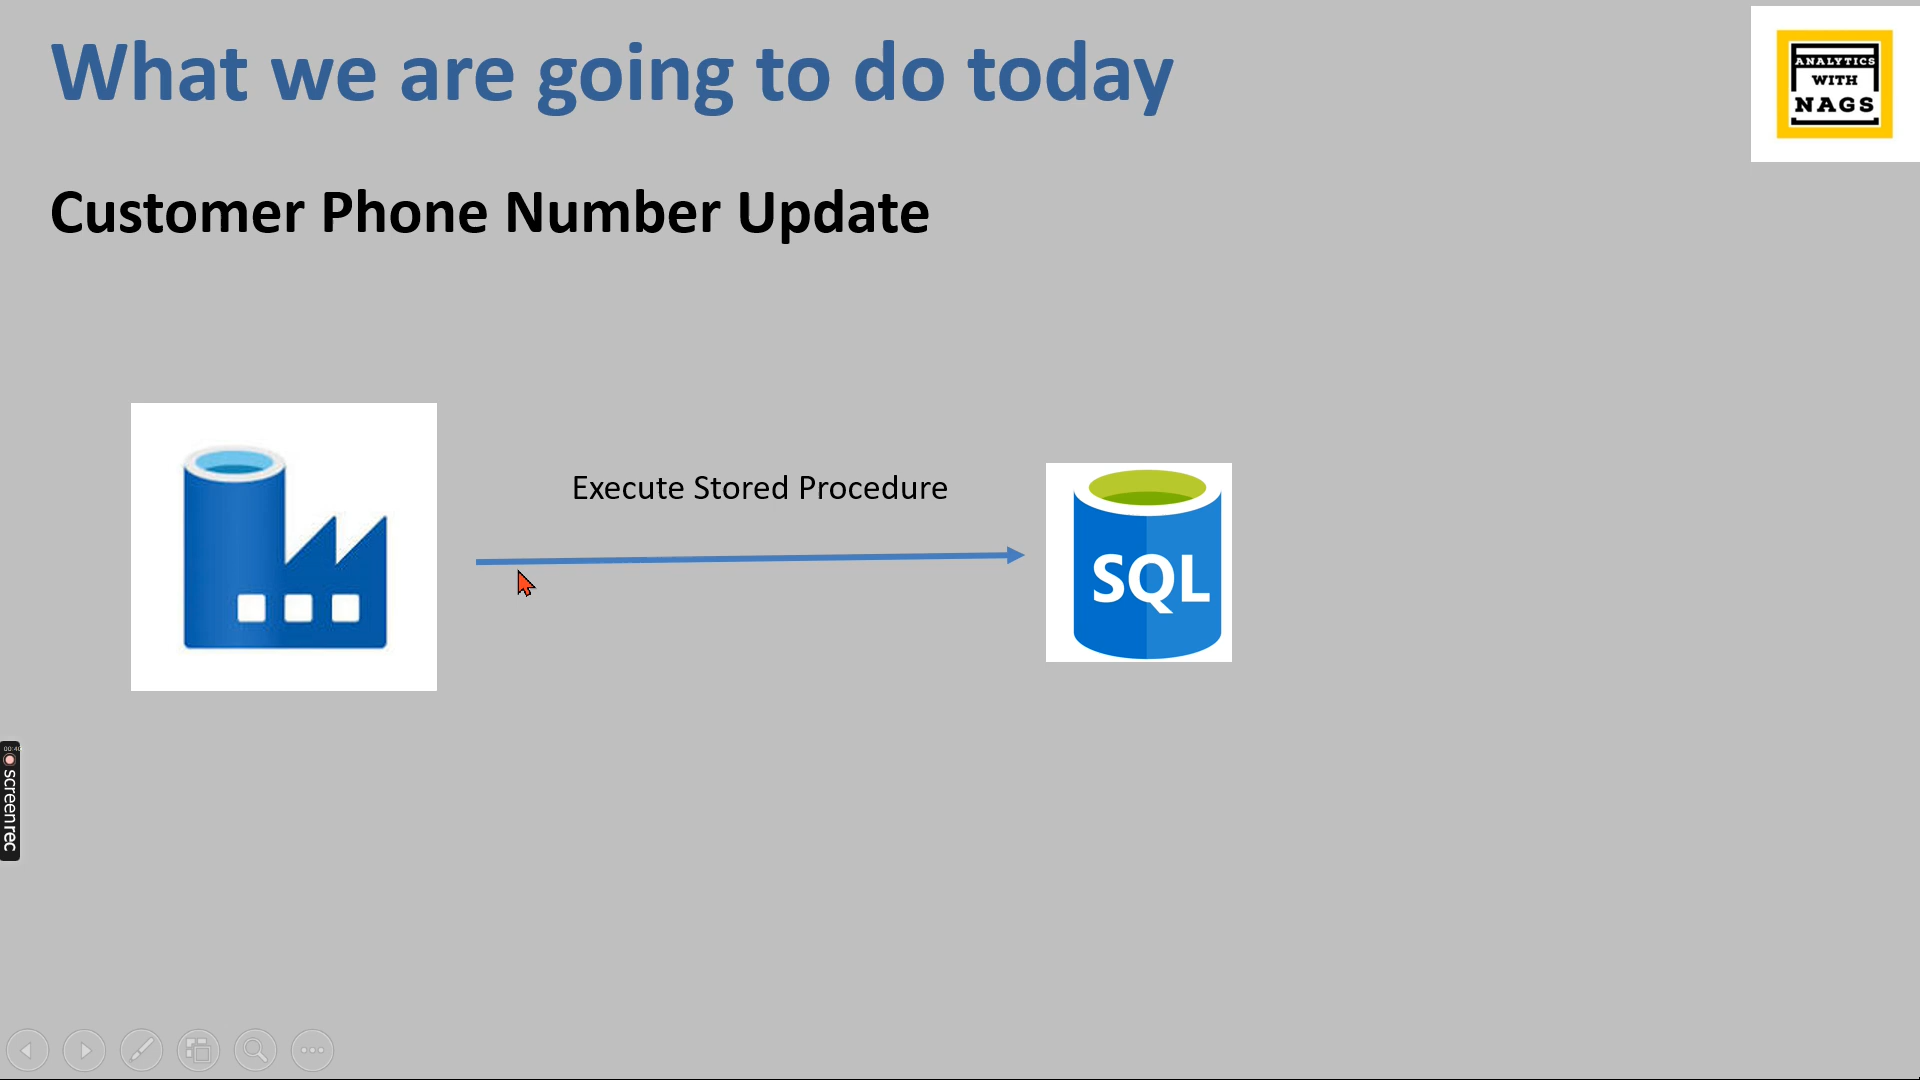 What we are going to do today
ANALYTICS
WITH
NAGS
Customer Phone Number Update
Execute Stored Procedure
SQL
screenrec